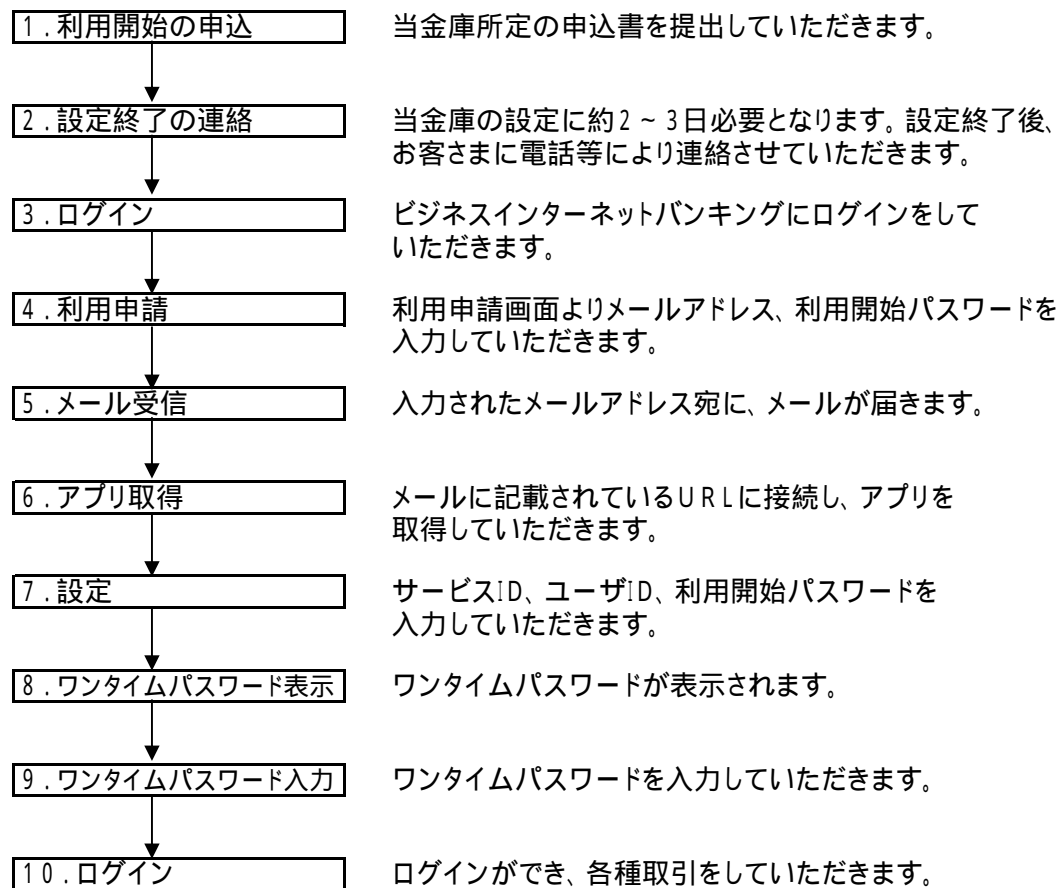 1.利用開始の申込
当金庫所定の申込書を提出していただきます。
2.設定終了の連絡
当金庫の設定に約2~3日必要となります。設定終了後、
お客さまに電話等により連絡させていただきます。
3.ログイン
ビジネスインターネットバンキングにログインをして
いただきます。
4.利用申請
利用申請画面よりメールアドレス、利用開始パスワードを
入力していただきます。
5.メール受信
入力されたメールアドレス宛に、メールが届きます。
6.アプリ取得
メールに記載されているURLに接続し、アプリを
取得していただきます。
7.設定
サービスID、ユーザID、利用開始パスワードを
入力していただきます。
8.ワンタイムパスワード表示
ワンタイムパスワードが表示されます。
9.ワンタイムパスワード入力
ワンタイムパスワードを入力していただきます。
10.ログイン
ログインができ、各種取引をしていただきます。